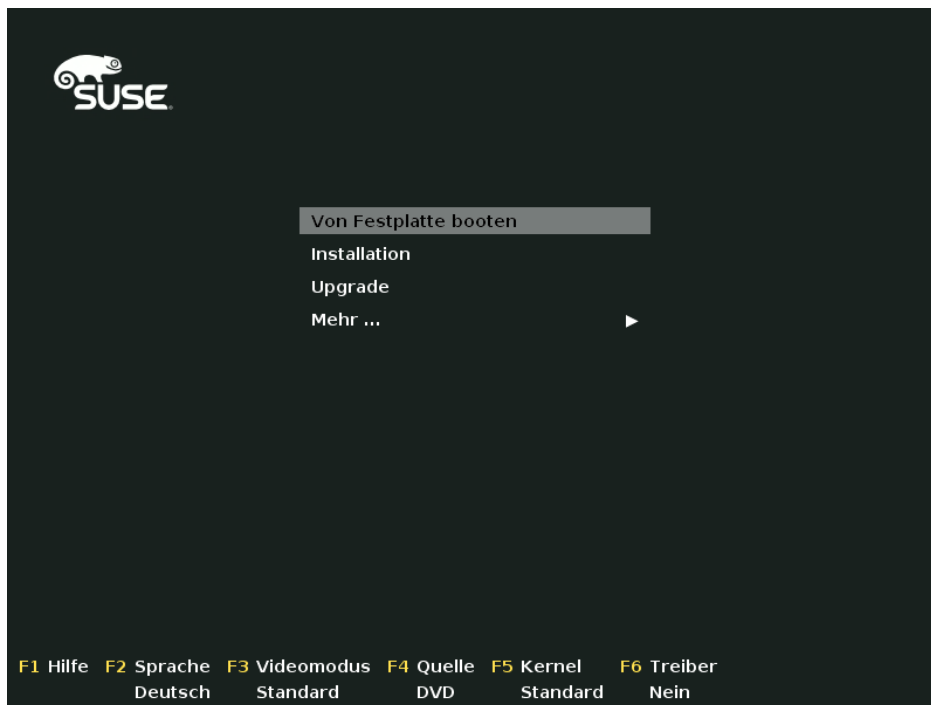 SUSE.
Von Festplatte booten
Installation
Upgrade
Mehr ...
F1 Hilfe F2 Sprache F3 Videomodus F4 Quelle F5 Kernel F6 Treiber
Deutsch Standard DVD Standard Nein